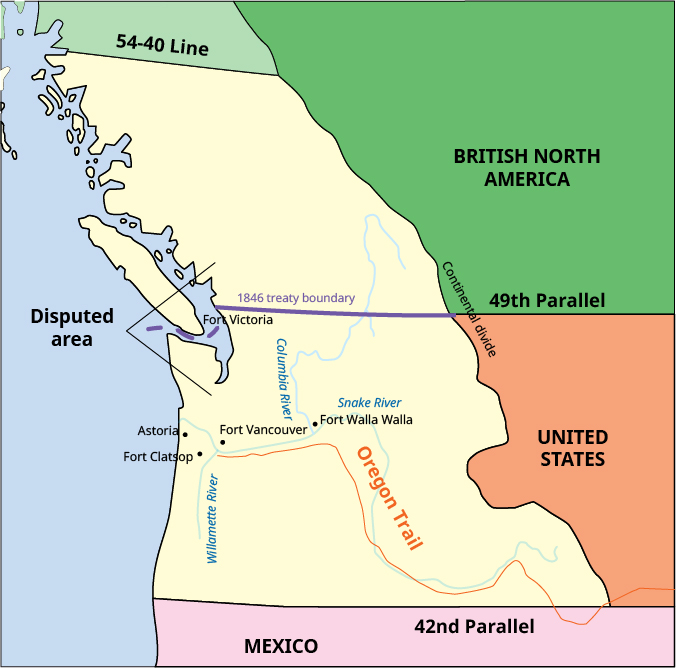 54-40 Line
BRITISH NORTH
AMERICA
Continental divide
1846 treaty boundary
49th Parallel
Disputed
area
Fort Victoria
Columbia River
Snake River
Fort Walla Walla
Astoria
Fort Vancouver
Fort Clatsop
UNITED
STATES
Oregon Trail
Willamette River
42nd Parallel
MEXICO